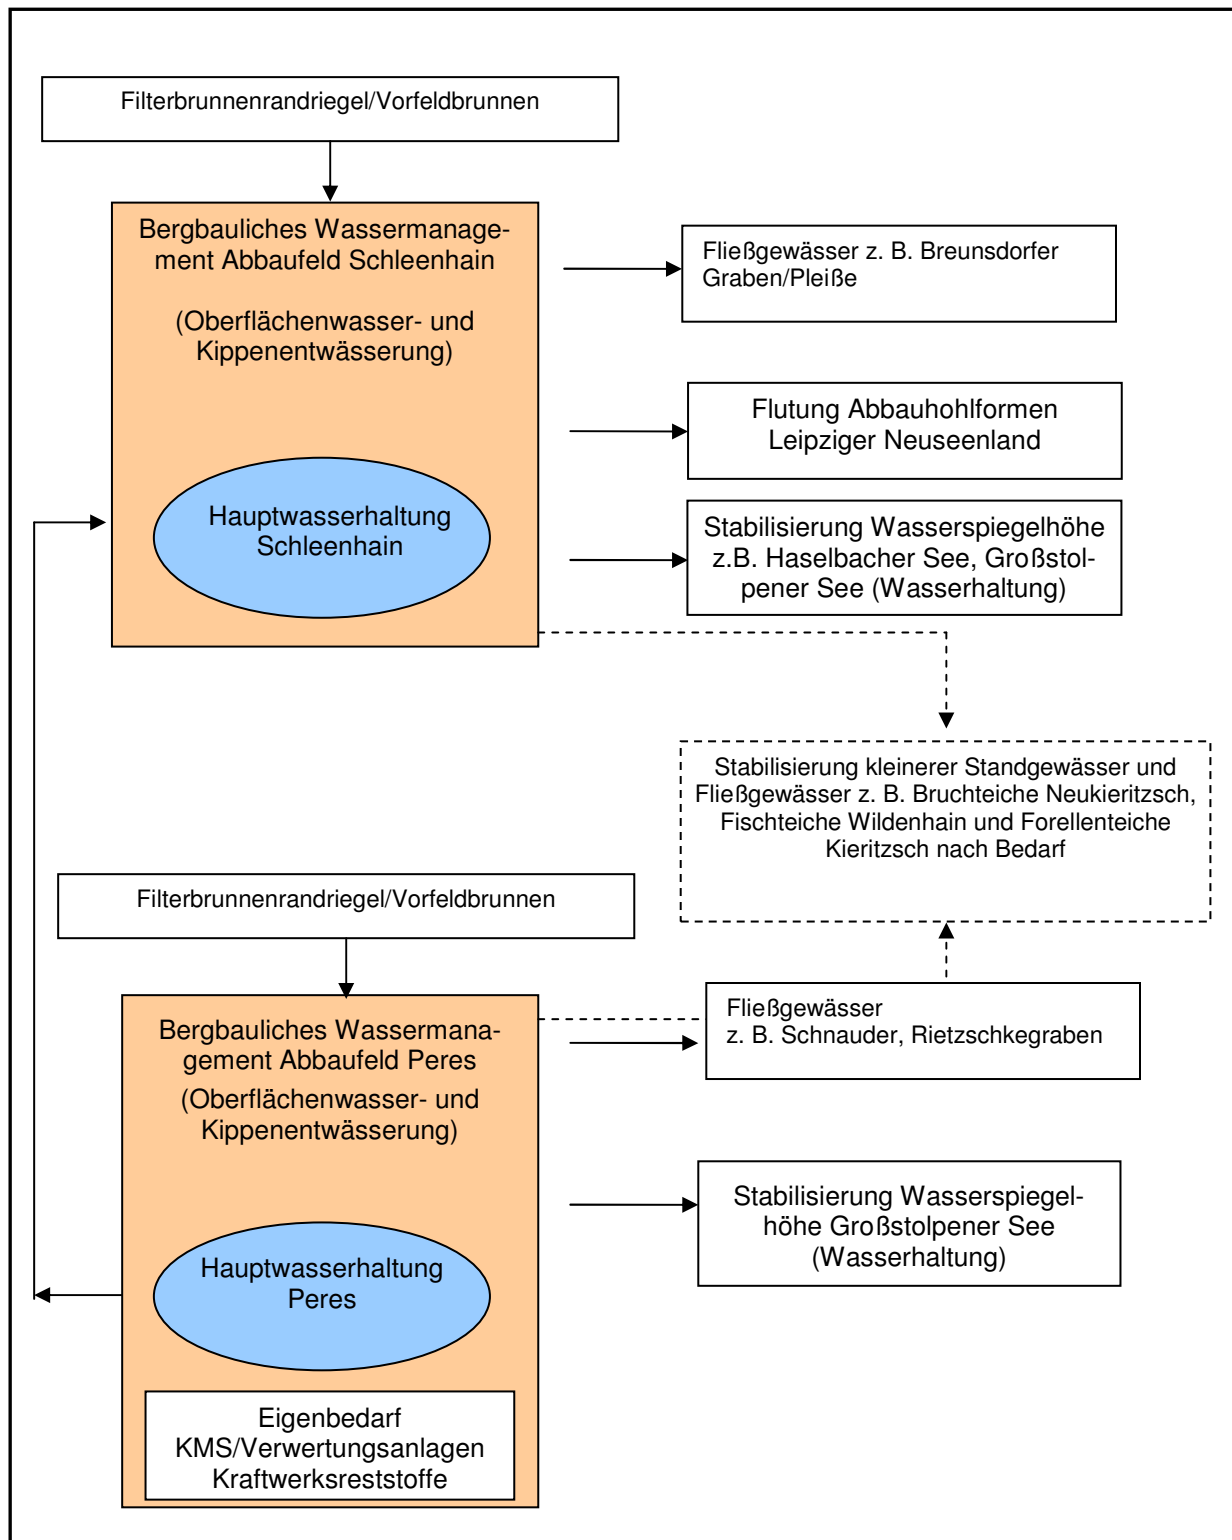 Filterbrunnenrandriegel/Vorfeldbrunnen
Bergbauliches Wassermanage-
ment Abbaufeld Schleenhain
(Oberflächenwasser- und
Kippenentwässerung)
Hauptwasserhaltung
Schleenhain
Fließgewässer z. B. Breunsdorfer
Graben/Pleiße
Flutung Abbauhohlformen
Leipziger Neuseenland
Stabilisierung Wasserspiegelhöhe
z.B. Haselbacher See, Großstol-
pener See (Wasserhaltung)
Stabilisierung kleinerer Standgewässer und
Fließgewässer z. B. Bruchteiche Neukieritzsch,
Fischteiche Wildenhain und Forellenteiche
Kieritzsch nach Bedarf
Filterbrunnenrandriegel/Vorfeldbrunnen
Bergbauliches Wassermana-
gement Abbaufeld Peres
(Oberflächenwasser- und
Kippenentwässerung)
Hauptwasserhaltung
Peres
Eigenbedarf
KMS/Verwertungsanlagen
Kraftwerksreststoffe
Fließgewässer
z. B. Schnauder, Rietzschkegraben
Stabilisierung Wasserspiegel-
höhe Großstolpener See
(Wasserhaltung)